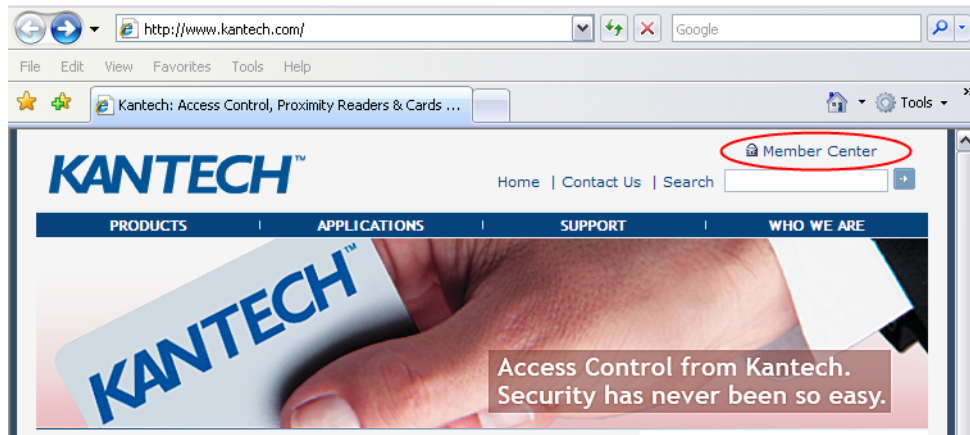 http://www.kantech.com/
Google
File Edit View Favorites Tools Help
Kantech: Access Control, Proximity Readers & Cards ...
Tools
»
Member Center
KANTECH™
Home | Contact Us | Search
PRODUCTS | APPLICATIONS | SUPPORT | WHO WE ARE
KANTECH™
Access Control from Kantech.
Security has never been so easy.